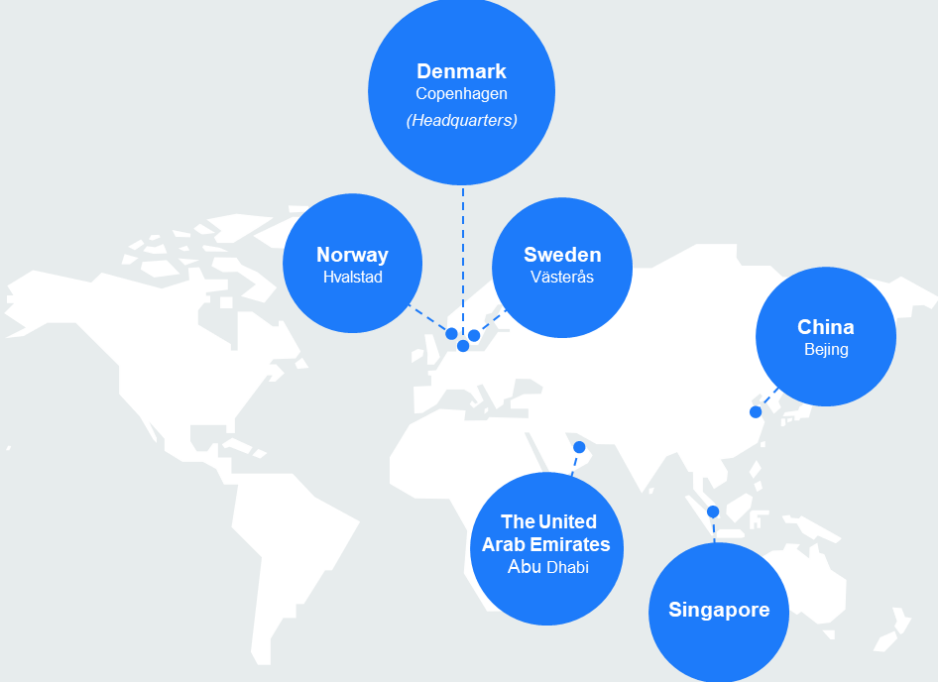 Denmark
Copenhagen
(Headquarters)
Norway
Hvalstad
Sweden
Västerås
China
Bejing
The United
Arab Emirates
Abu Dhabi
Singapore